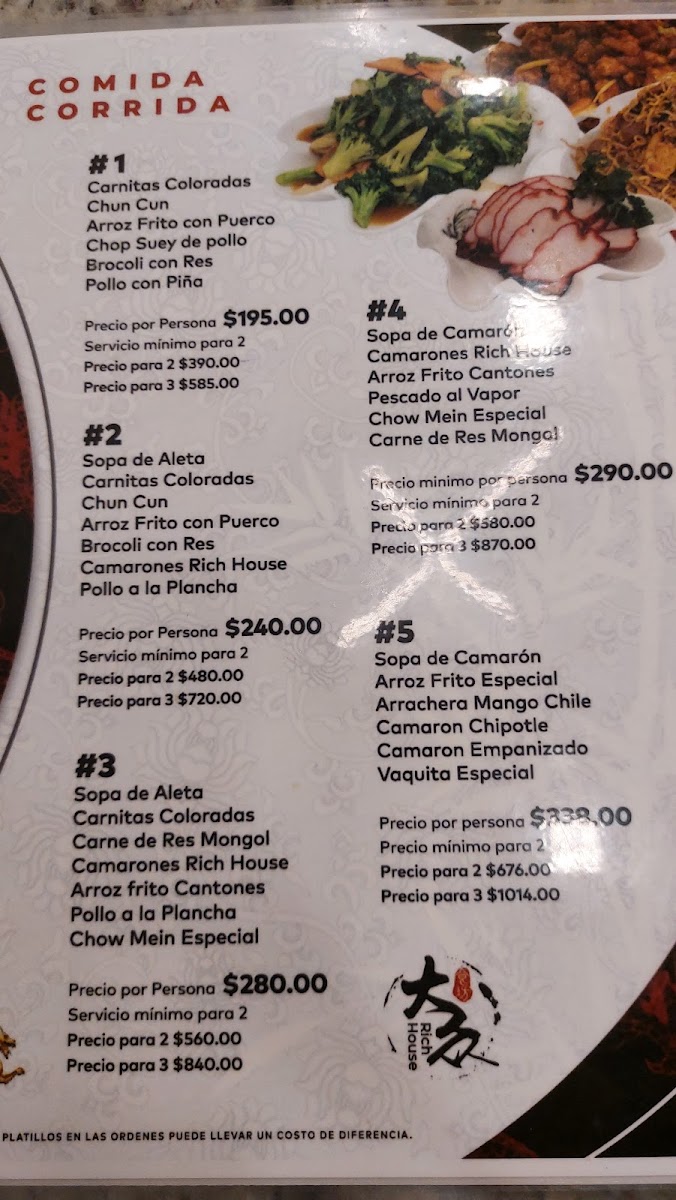 COMIDA
CORRIDA
#1
Carnitas Coloradas
Chun Cun
Arroz Frito con Puerco
Chop Suey de pollo
Brocoli con Res
Pollo con Piña
Precio por Persona $195.00
Servicio mínimo para 2
Precio para 2 $390.00
Precio para 3 $585.00
#2
Sopa de Aleta
Carnitas Coloradas
Chun Cun
Arroz Frito con Puerco
Brocoli con Res
Camarones Rich House
Pollo a la Plancha
Precio por Persona $240.00
Servicio mínimo para 2
Precio para 2 $480.00
Precio para 3 $720.00
#3
Sopa de Aleta
Carnitas Coloradas
Carne de Res Mongol
Camarones Rich House
Arroz frito Cantones
Pollo a la Plancha
Chow Mein Especial
Precio por Persona $280.00
Servicio mínimo para 2
Precio para 2 $560.00
Precio para 3 $840.00
#4
Sopa de Camarón
Camarones Rich House
Arroz Frito Cantones
Pescado al Vapor
Chow Mein Especial
Carne de Res Mongol
Precio minimo por persona $290.00
Servicio mínimo para 2
Precio para 2 $580.00
Precio para 3 $870.00
#5
Sopa de Camarón
Arroz Frito Especial
Arrachera Mango Chile
Camaron Chipotle
Camaron Empanizado
Vaquita Especial
Precio por persona $338.00
Precio mínimo para 2
Precio para 2 $676.00
Precio para 3 $1014.00
大众
Rich
House
PLATILLOS EN LAS ORDENES PUEDE LLEVAR UN COSTO DE DIFERENCIA.